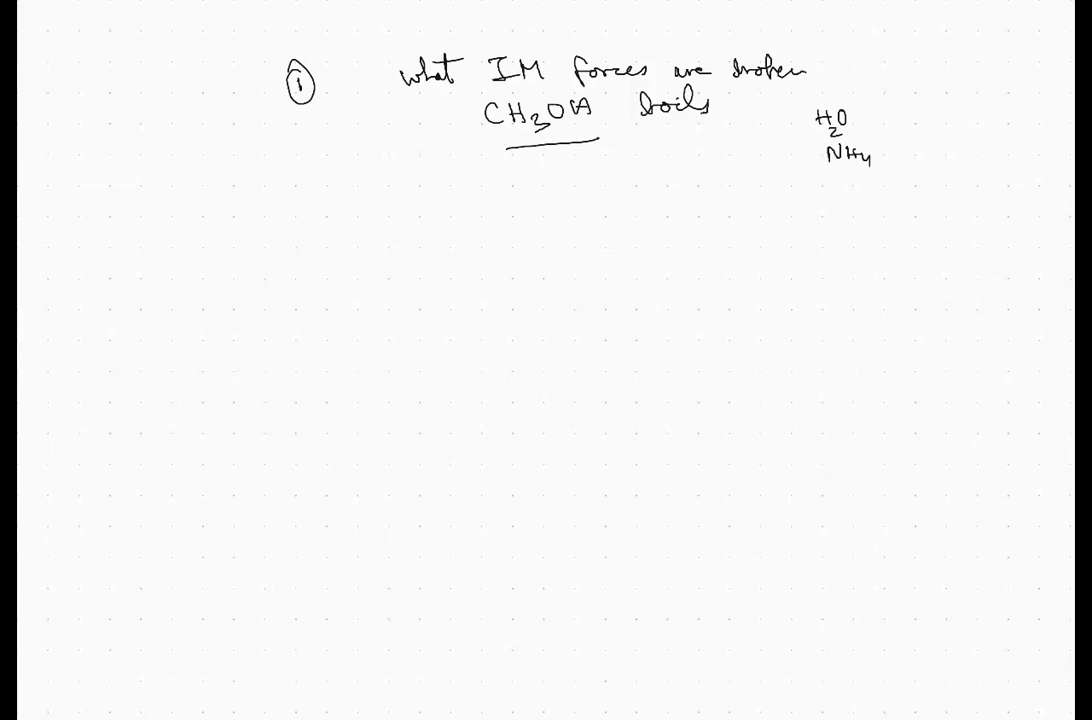 ① what IM forces are broken
CH₃OH boils
H₂O
NH₄